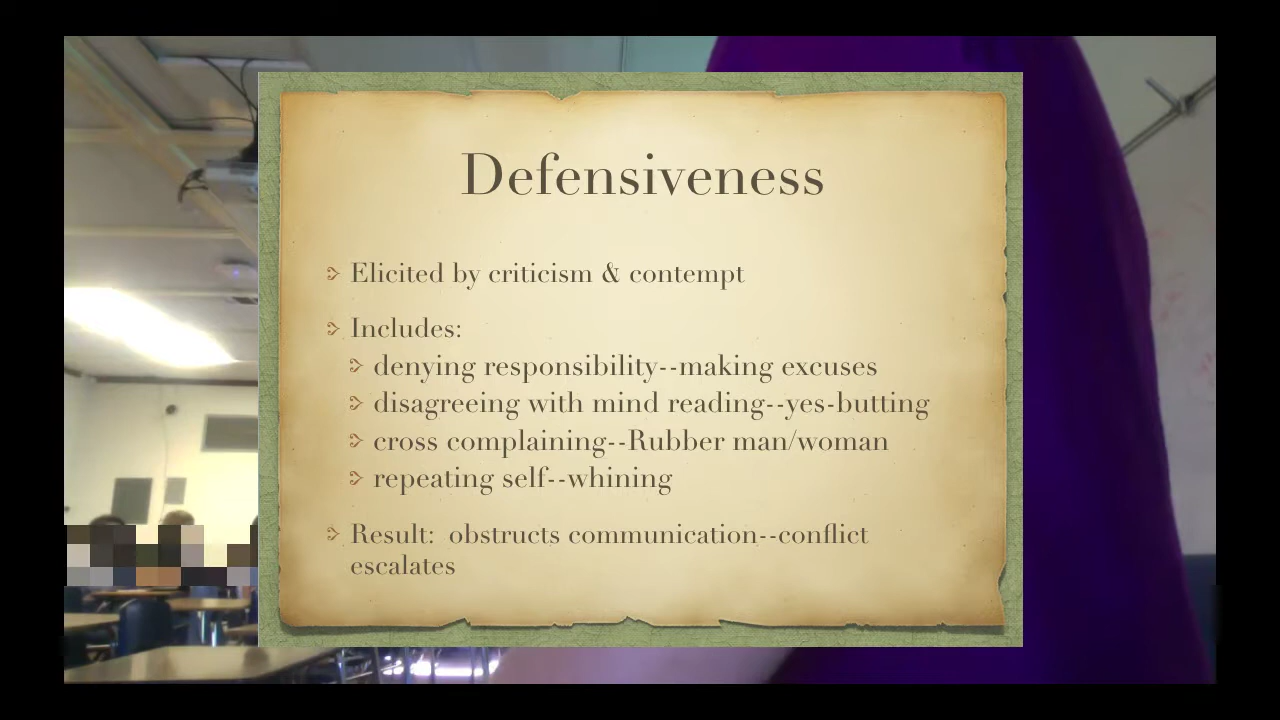 Defensiveness
Elicited by criticism & contempt
Includes:
denying responsibility--making excuses
disagreeing with mind reading--yes-butting
cross complaining--Rubber man/woman
repeating self--whining
Result:  obstructs communication--conflict
escalates